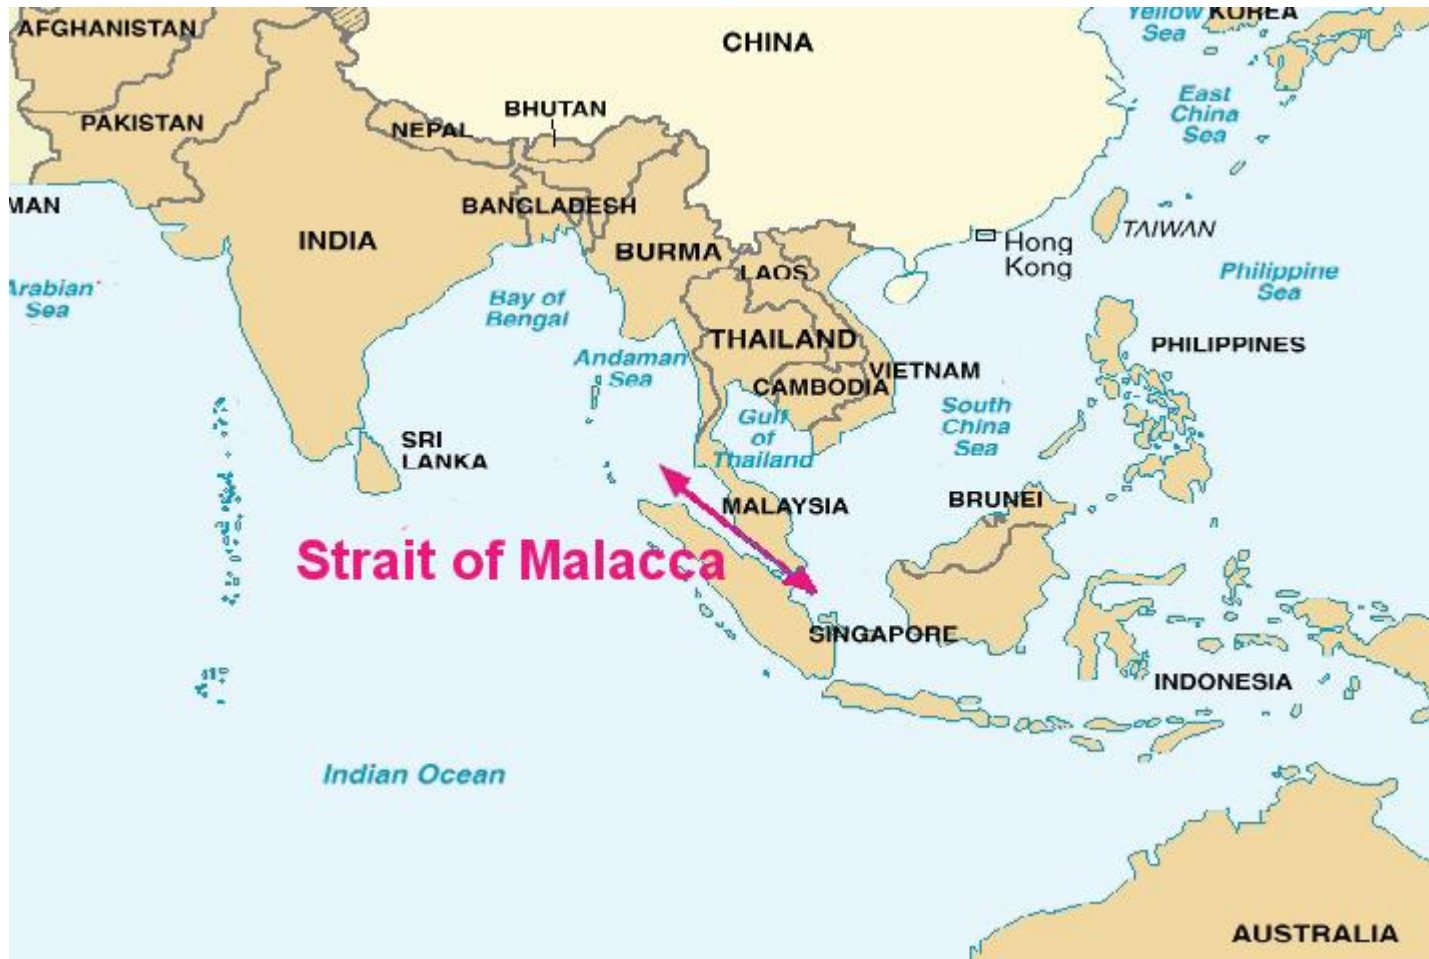 AFGHANISTAN
CHINA
Yellow
Sea
KOREA
PAKISTAN
NEPAL
BHUTAN
East
China
Sea
MAN
INDIA
BANGLADESH
BURMA
LAOS
Hong
Kong
TAIWAN
Arabian
Sea
Bay of
Bengal
Philippine
Sea
Andaman
Sea
THAILAND
CAMBODIA
VIETNAM
PHILIPPINES
Gulf
of
Thailand
South
China
Sea
SRI
LANKA
MALAYSIA
BRUNEI
Strait of Malacca
SINGAPORE
INDONESIA
Indian Ocean
AUSTRALIA